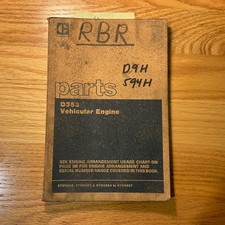 RBR
D9H
594H
parts
D353
Vehicular Engine
SEE ENGINE ARRANGEMENT USAGE CHART ON
PAGE FOR ENGINE ARRANGEMENT AND
SERIAL NUMBER RANGE COVERED IN THIS BOOK.